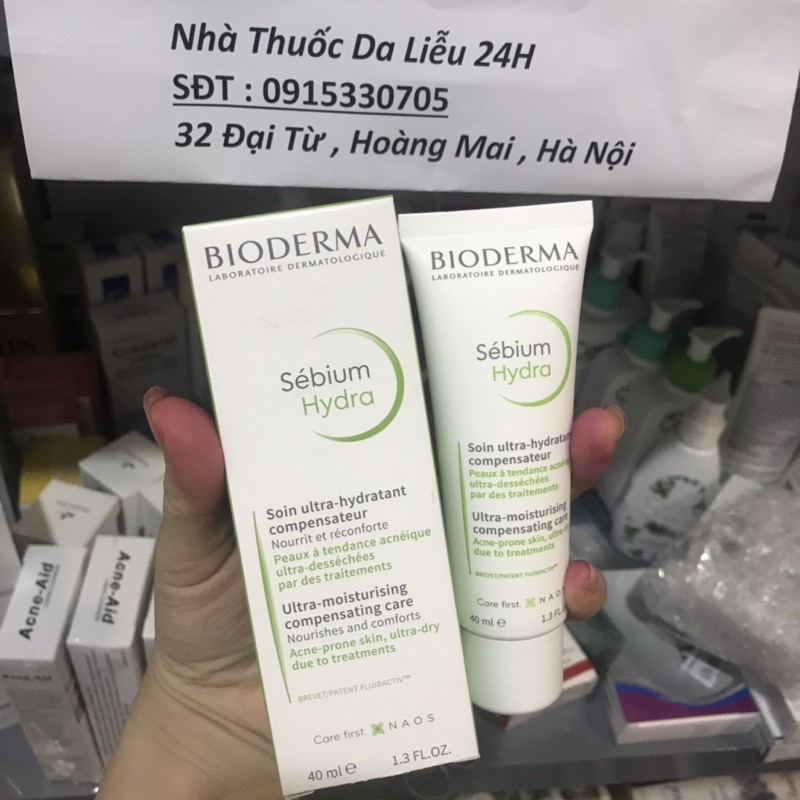 Nhà Thuốc Da Liễu 24H
SĐT : 0915330705
32 Đại Từ , Hoàng Mai , Hà Nội
BIODERMA
LABORATOIRE DERMATOLOGIQUE
Sébium
Hydra
Soin ultra-hydratant
compensateur
Nourrit et réconforte
Peaux à tendance acnéique
ultra-desséchées
par des traitements
Ultra-moisturising
compensating care
Nourishes and comforts
Acne-prone skin, ultra-dry
due to treatments
BREVET/PATENT FLUIDACTIV™
Care first. NAOS
40 ml e 1.3 FL.OZ.
BIODERMA
LABORATOIRE DERMATOLOGIQUE
Sébium
Hydra
Soin ultra-hydratan
compensateur
Peaux à tendance acnéi
ultra-desséchées
par des traitements
Ultra-moisturising
compensating care
Acne-prone skin, ultra-d
due to treatments
BREVET/PATENT FLUIDACTIV™
Care first. NAO
40 ml e 1.3 FL
Acne-Aid
Acne-Aid